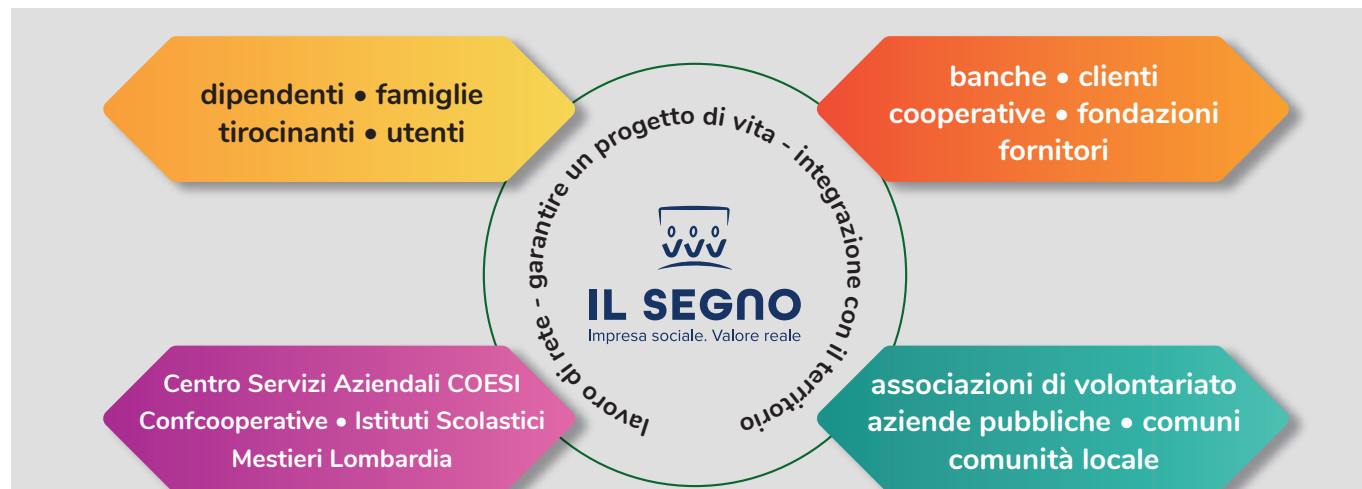 dipendenti • famiglie
tirocinanti • utenti
banche • clienti
cooperative • fondazioni
fornitori
lavoro di rete - garantire un progetto di vita - integrazione con il territorio
IL SEGNO
Impresa sociale. Valore reale
Centro Servizi Aziendali COESI
Confcooperative • Istituti Scolastici
Mestieri Lombardia
associazioni di volontariato
aziende pubbliche • comuni
comunità locale